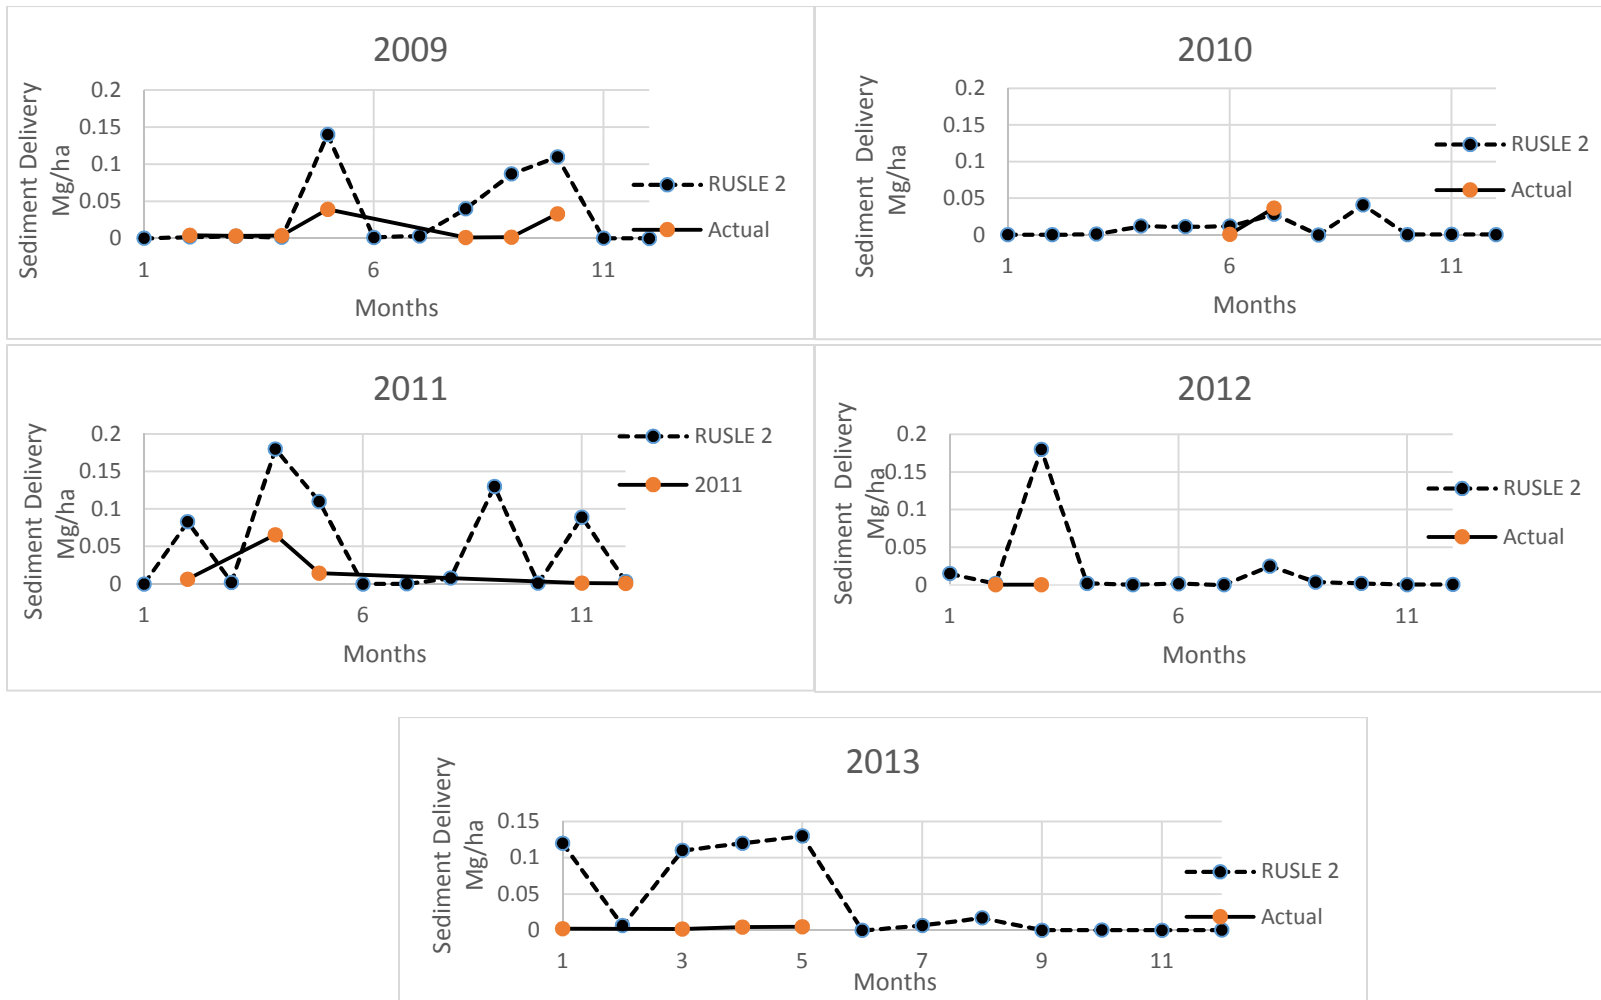 2009
Sediment Delivery
Mg/ha
0.2
0.15
0.1
0.05
0
1
6
11
Months
RUSLE 2
Actual
2010
Sediment Delivery
Mg/ha
0.2
0.15
0.1
0.05
0
1
6
11
Months
RUSLE 2
Actual
2011
Sediment Delivery
Mg/ha
0.2
0.15
0.1
0.05
0
1
6
11
Months
RUSLE 2
2011
2012
Sediment Delivery
Mg/ha
0.2
0.15
0.1
0.05
0
1
6
11
Months
RUSLE 2
Actual
2013
Sediment Delivery
Mg/ha
0.15
0.1
0.05
0
1
3
5
7
9
11
Months
RUSLE 2
Actual